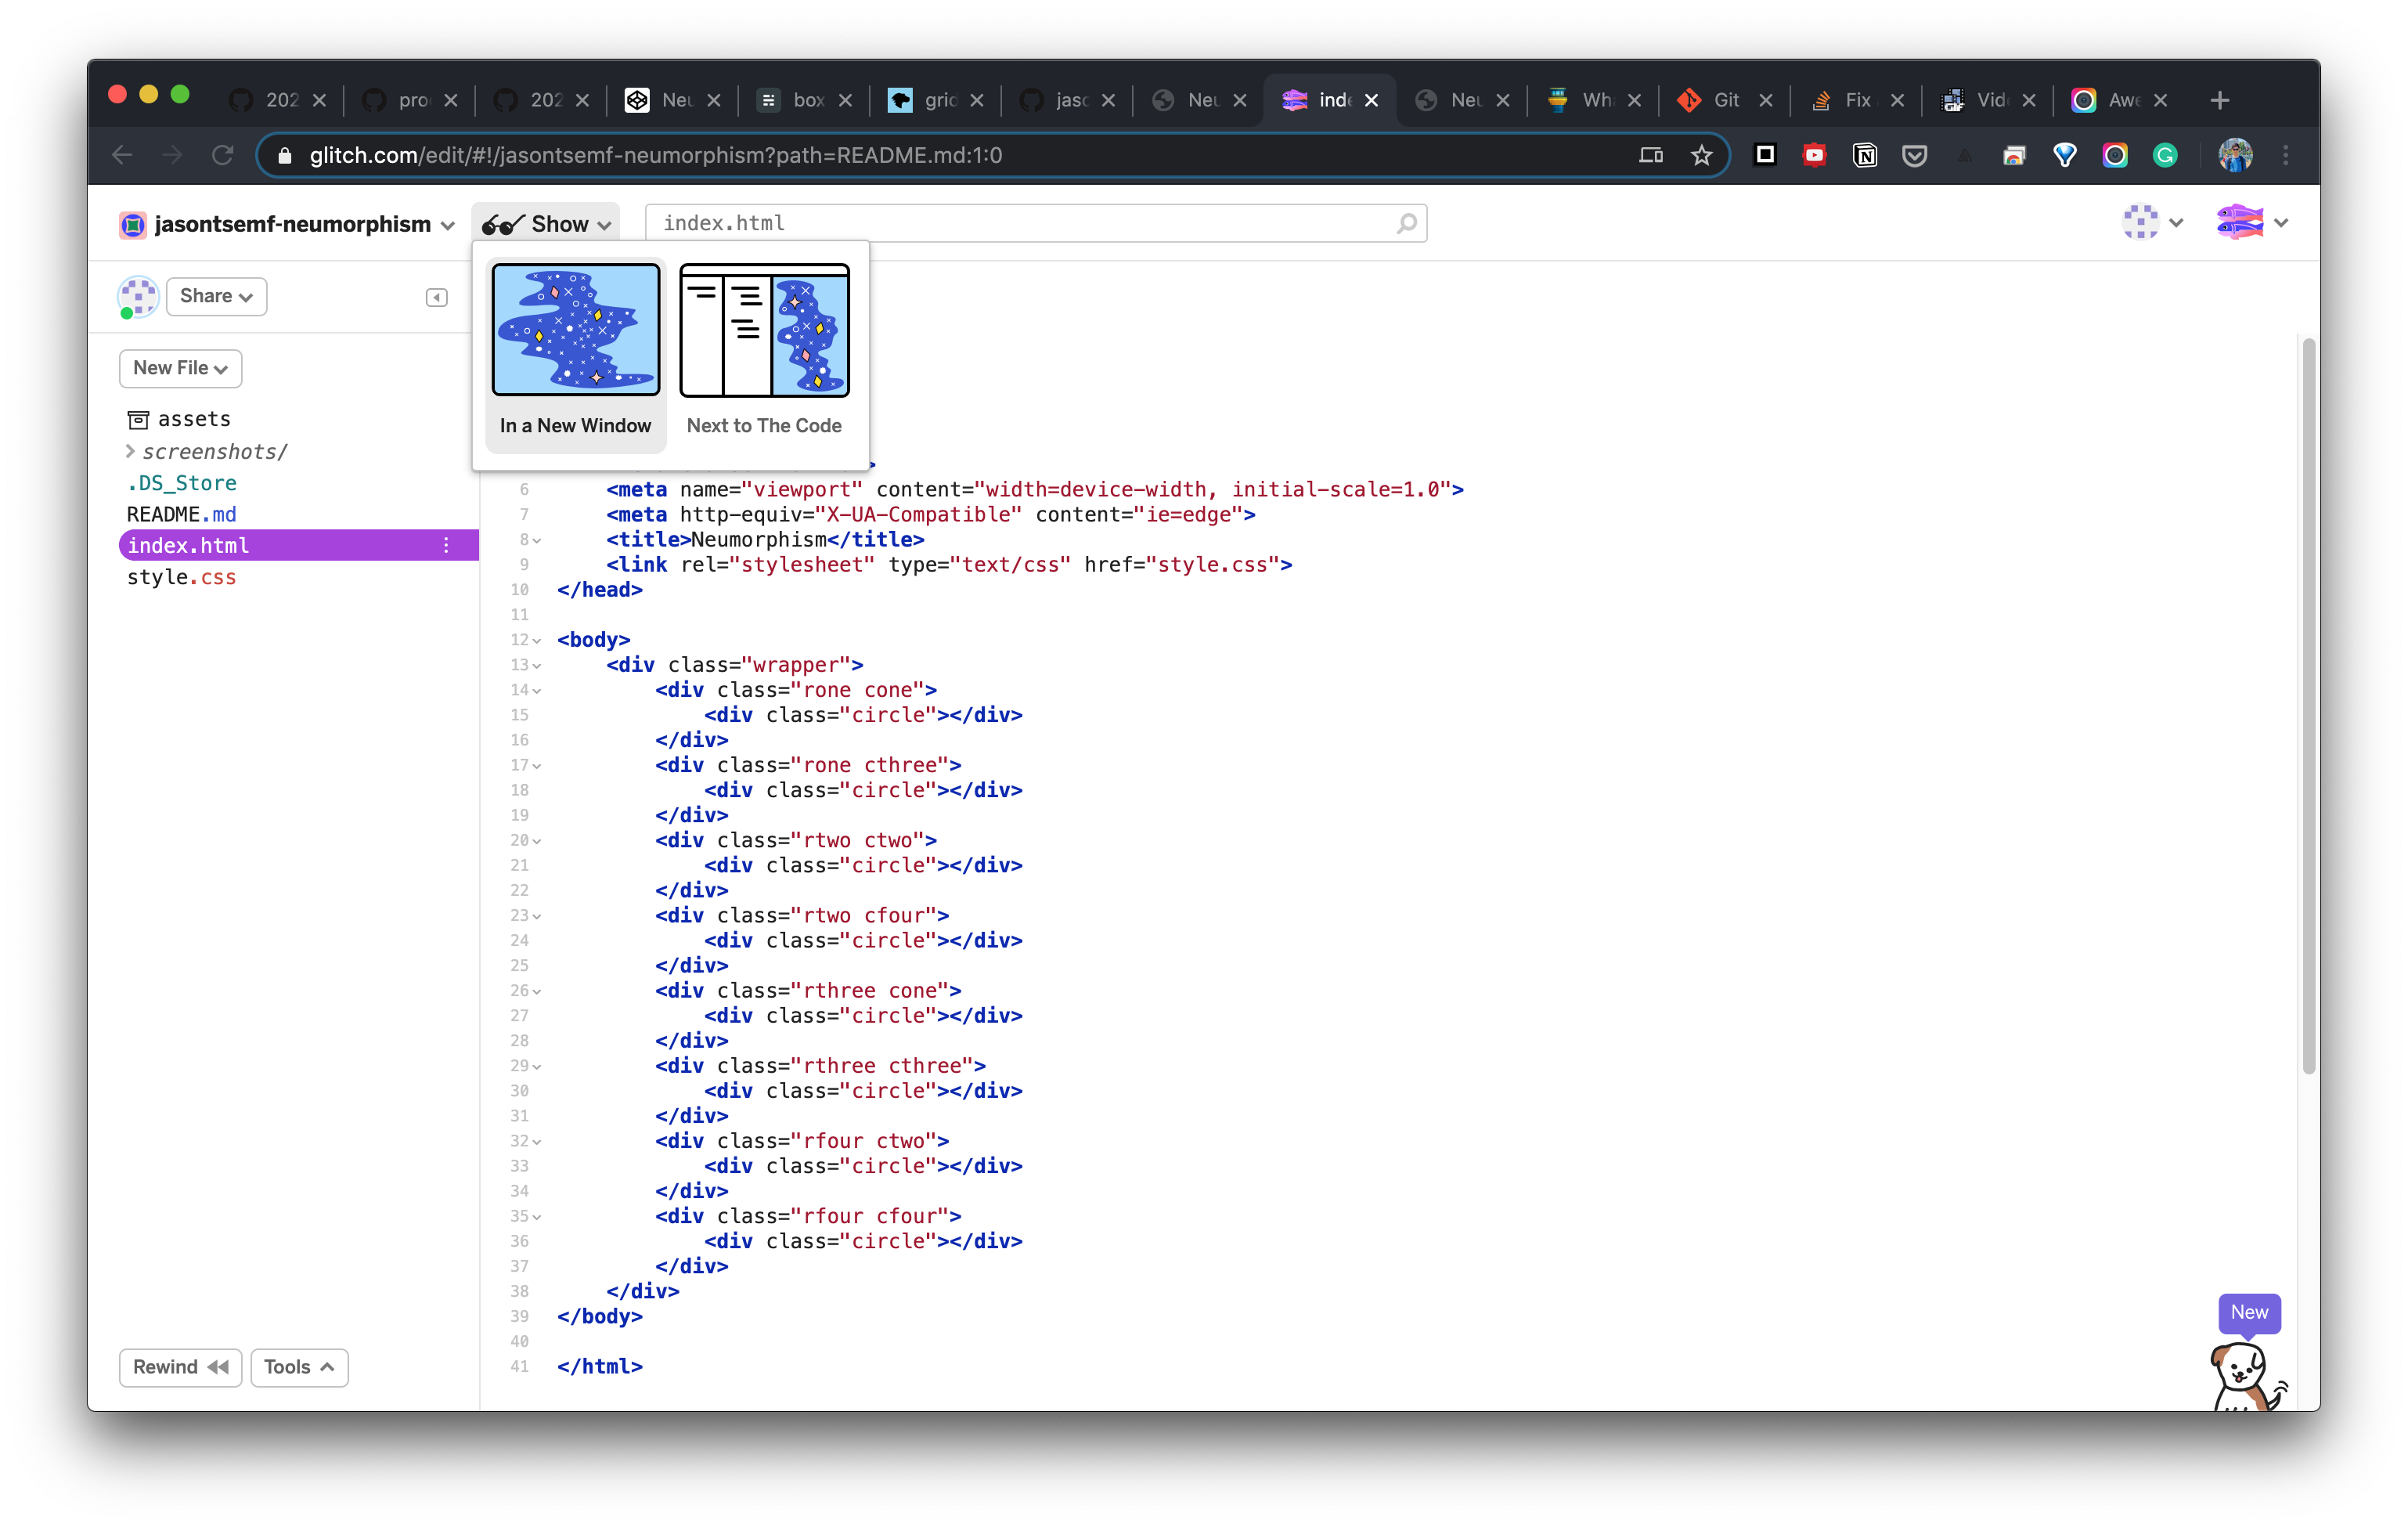 202
pro
202
Neu
box
grid
jaso
Neu
inde
Neu
Wha
Git
Fix
Vide
Awe
glitch.com/edit/#!/jasontsemf-neumorphism?path=README.md:1:0
jasontsemf-neumorphism
Show
index.html
Share
In a New Window
Next to The Code
New File
assets
screenshots/
.DS_Store
README.md
index.html
style.css
>
6 <meta name="viewport" content="width=device-width, initial-scale=1.0">
7 <meta http-equiv="X-UA-Compatible" content="ie=edge">
8 <title>Neumorphism</title>
9 <link rel="stylesheet" type="text/css" href="style.css">
10 </head>
11
12 <body>
13 <div class="wrapper">
14 <div class="rone cone">
15 <div class="circle"></div>
16 </div>
17 <div class="rone cthree">
18 <div class="circle"></div>
19 </div>
20 <div class="rtwo ctwo">
21 <div class="circle"></div>
22 </div>
23 <div class="rtwo cfour">
24 <div class="circle"></div>
25 </div>
26 <div class="rthree cone">
27 <div class="circle"></div>
28 </div>
29 <div class="rthree cthree">
30 <div class="circle"></div>
31 </div>
32 <div class="rfour ctwo">
33 <div class="circle"></div>
34 </div>
35 <div class="rfour cfour">
36 <div class="circle"></div>
37 </div>
38 </div>
39 </body>
40
41 </html>
New
Rewind
Tools